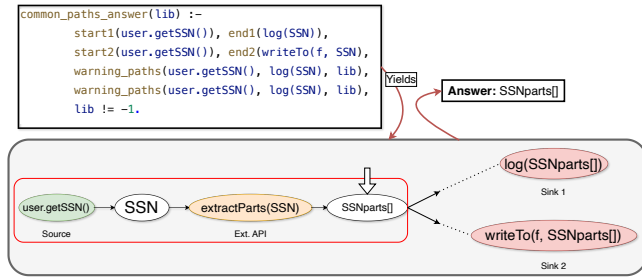 common_paths_answer(lib) :-
start1(user.getSSN()), end1(log(SSN)),
start2(user.getSSN()), end2(writeTo(f, SSN),
warning_paths(user.getSSN(), log(SSN), lib),
warning_paths(user.getSSN(), log(SSN), lib),
lib != -1.
Yields
Answer: SSNparts[]
log(SSNparts[])
Sink 1
user.getSSN()
SSN
extractParts(SSN)
SSNparts[]
Source
Ext. API
writeTo(f, SSNparts[])
Sink 2